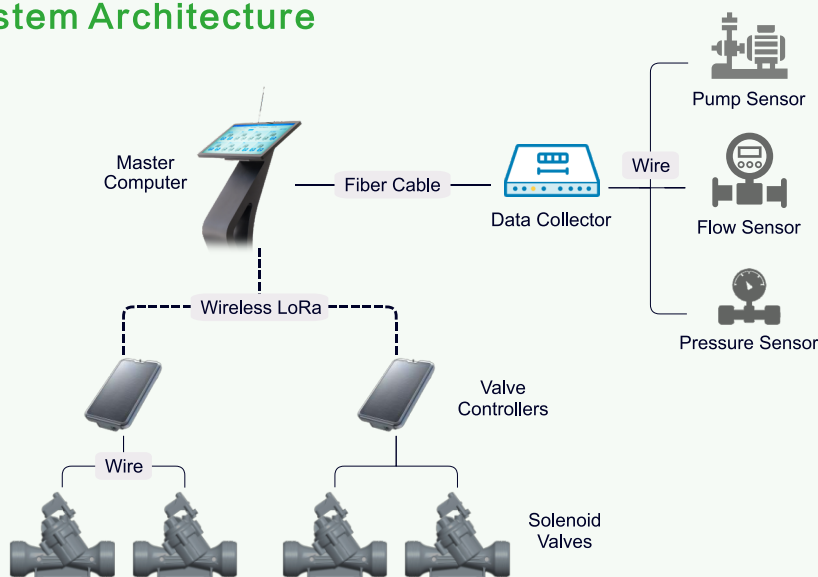 stem Architecture
Pump Sensor
Master
Computer
Fiber Cable
Wire
Data Collector
Flow Sensor
Wireless LoRa
Pressure Sensor
Valve
Controllers
Wire
Solenoid
Valves